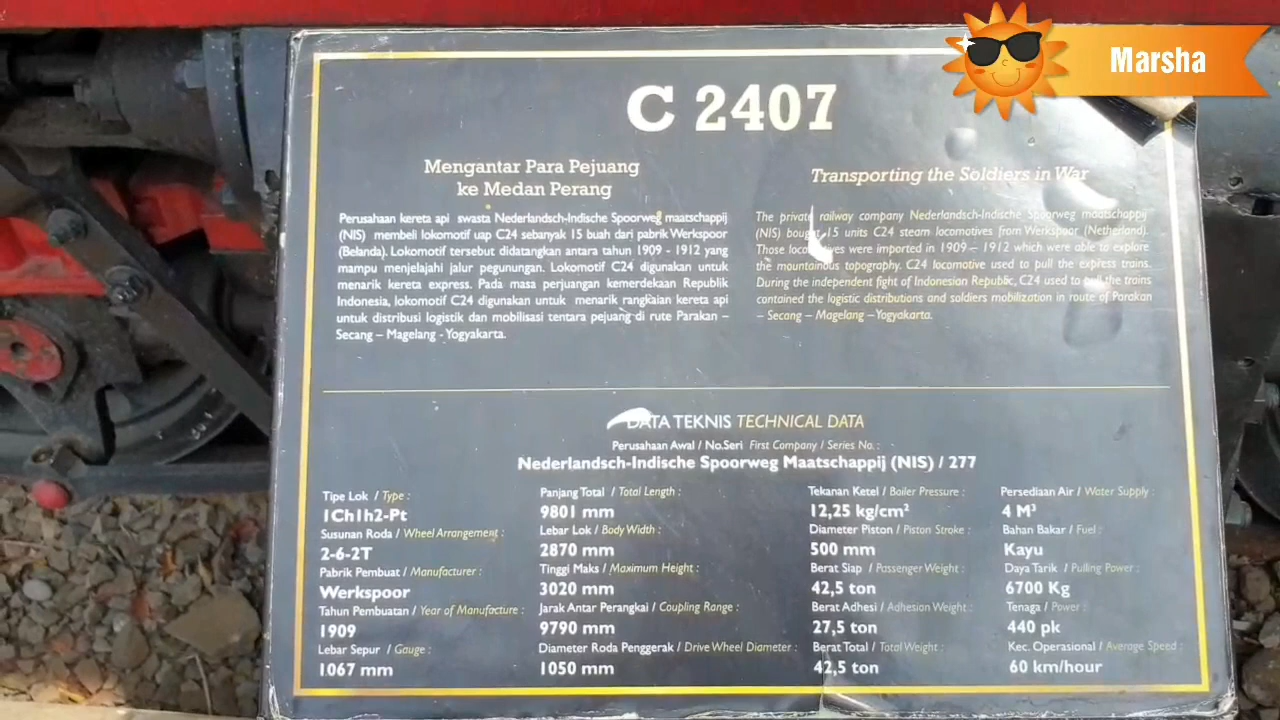 Marsha
C 2407
Mengantar Para Pejuang
ke Medan Perang
Perusahaan kereta api swasta Nederlandsch-Indische Spoorweg maatschappij
(NIS) membeli lokomotif uap C24 sebanyak 15 buah dari pabrik Werkspoor
(Belanda). Lokomotif tersebut didatangkan antara tahun 1909 - 1912 yang
mampu menjelajahi jalur pegunungan. Lokomotif C24 digunakan untuk
menarik kereta express. Pada masa perjuangan kemerdekaan Republik
Indonesia, lokomotif C24 digunakan untuk menarik rangkaian kereta api
untuk distribusi logistik dan mobilisasi tentara pejuang di rute Parakan –
Secang – Magelang - Yogyakarta.
Transporting the Soldiers in War
The private railway company Nederlandsch-Indische Spoorweg maatschappij
(NIS) bought 15 units C24 steam locomotives from Werkspoor (Netherland).
Those locomotives were imported in 1909 – 1912 which were able to explore
the mountainous topography. C24 locomotive used to pull the express trains.
During the independent fight of Indonesian Republic, C24 used to pull the trains
contained the logistic distributions and soldiers mobilization in route of Parakan
– Secang – Magelang – Yogyakarta.
DATA TEKNIS TECHNICAL DATA
Perusahaan Awal / No.Seri First Company / Series No. :
Nederlandsch-Indische Spoorweg Maatschappij (NIS) / 277
Tipe Lok / Type :
1Ch1h2-Pt
Susunan Roda / Wheel Arrangement :
2-6-2T
Pabrik Pembuat / Manufacturer :
Werkspoor
Tahun Pembuatan / Year of Manufacture :
1909
Lebar Sepur / Gauge :
1067 mm
Panjang Total / Total Length :
9801 mm
Lebar Lok / Body Width :
2870 mm
Tinggi Maks / Maximum Height :
3020 mm
Jarak Antar Perangkai / Coupling Range :
9790 mm
Diameter Roda Penggerak / Drive Wheel Diameter :
1050 mm
Tekanan Ketel / Boiler Pressure :
12,25 kg/cm²
Diameter Piston / Piston Stroke :
500 mm
Berat Siap / Passenger Weight :
42,5 ton
Berat Adhesi / Adhesian Weight :
27,5 ton
Berat Total / Total Weight :
42,5 ton
Persediaan Air / Water Supply :
4 M³
Bahan Bakar / Fuel :
Kayu
Daya Tarik / Pulling Power :
6700 Kg
Tenaga / Power :
440 pk
Kec. Operasional / Average Speed :
60 km/hour